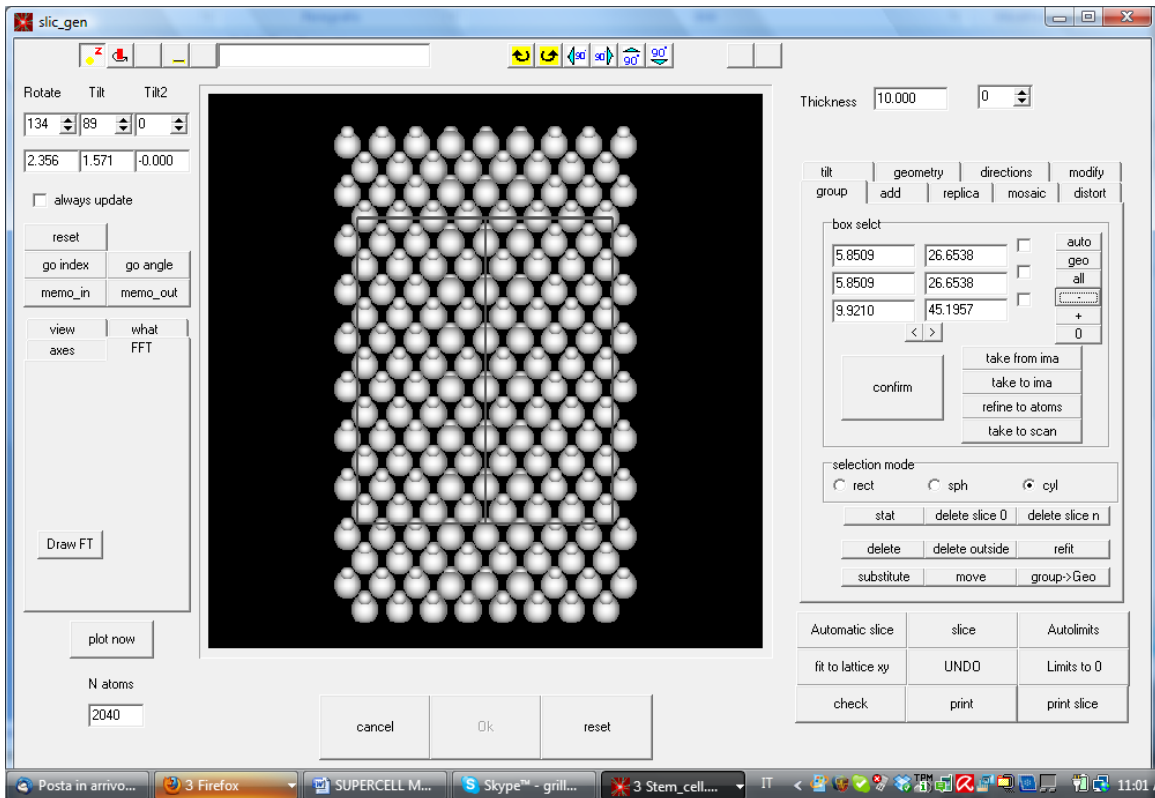 slic_gen
z
90 90 90° 90°
Rotate Tilt Tilt2
134 89 0
2.356 1.571 -0.000
always update
reset
go index go angle
memo_in memo_out
view what
axes FFT
Draw FT
plot now
N atoms
2040
cancel Ok reset
Thickness 10.000 0
tilt geometry directions modify
group add replica mosaic distort
box selct
5.8509 26.6538
5.8509 26.6538
9.9210 45.1957
auto
geo
all
-
+
0
< >
confirm
take from ima
take to ima
refine to atoms
take to scan
selection mode
rect sph cyl
stat delete slice 0 delete slice n
delete delete outside refit
substitute move group->Geo
Automatic slice slice Autolimits
fit to lattice xy UNDO Limits to 0
check print print slice
Posta in arrivo... 3 Firefox SUPERCELL M... Skype™ - grill... 3 Stem_cell.... IT < TPM 11:01